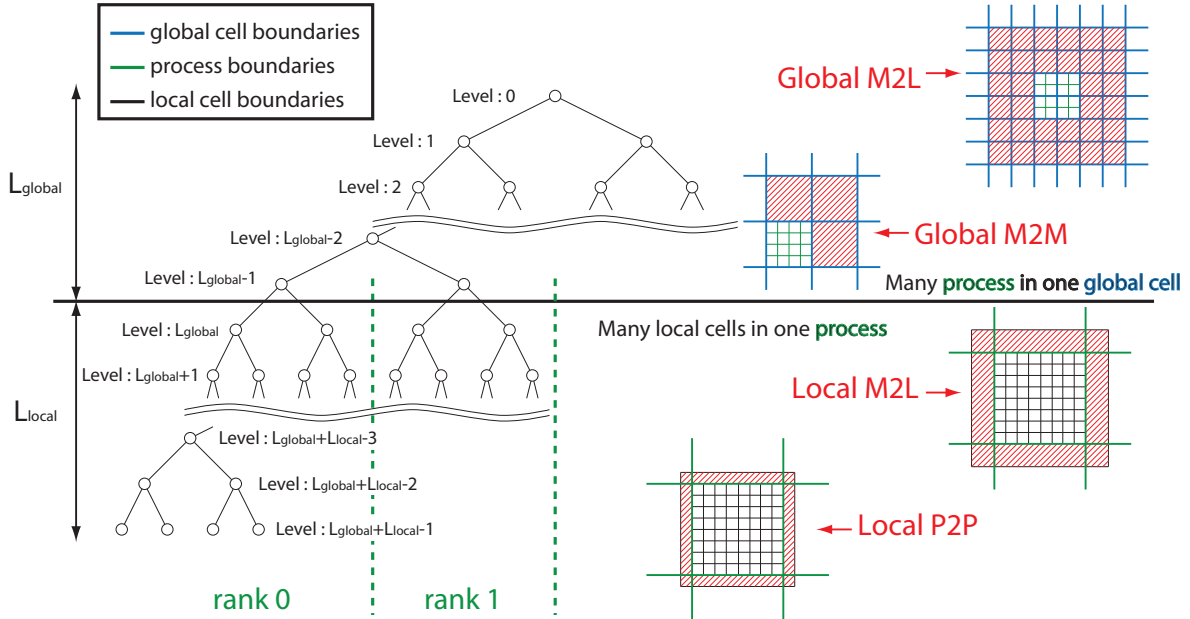 global cell boundaries
process boundaries
local cell boundaries
Level : 0
Level : 1
Level : 2
Level : Lglobal-2
Level : Lglobal-1
Lglobal
Global M2L
Global M2M
Many process in one global cell
Many local cells in one process
Level : Lglobal
Level : Lglobal+1
Llocal
Level : Lglobal+Llocal-3
Level : Lglobal+Llocal-2
Level : Lglobal+Llocal-1
Local M2L
Local P2P
rank 0
rank 1